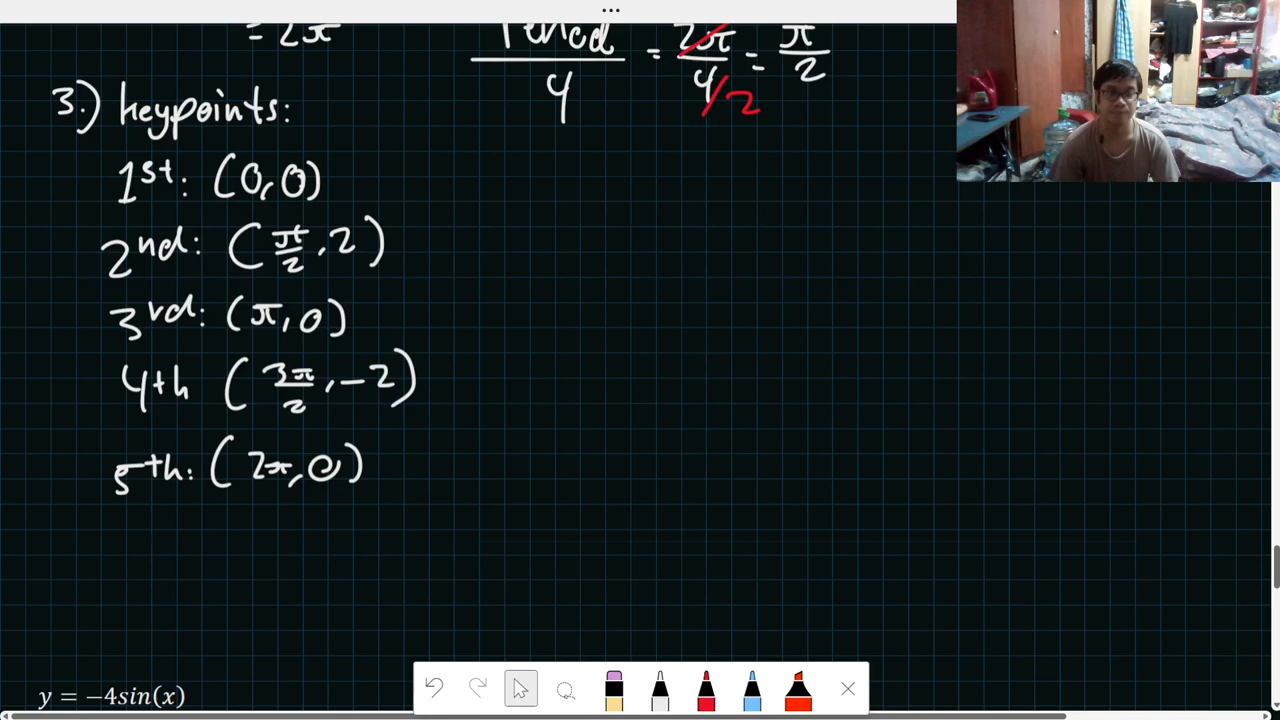 = 2π
Period/4 = 2π/4 = π/2
/2
3.) keypoints:
1st: (0,0)
2nd: (π/2, 2)
3rd: (π, 0)
4th (3π/2, -2)
5th: (2π, 0)
y = −4sin(x)